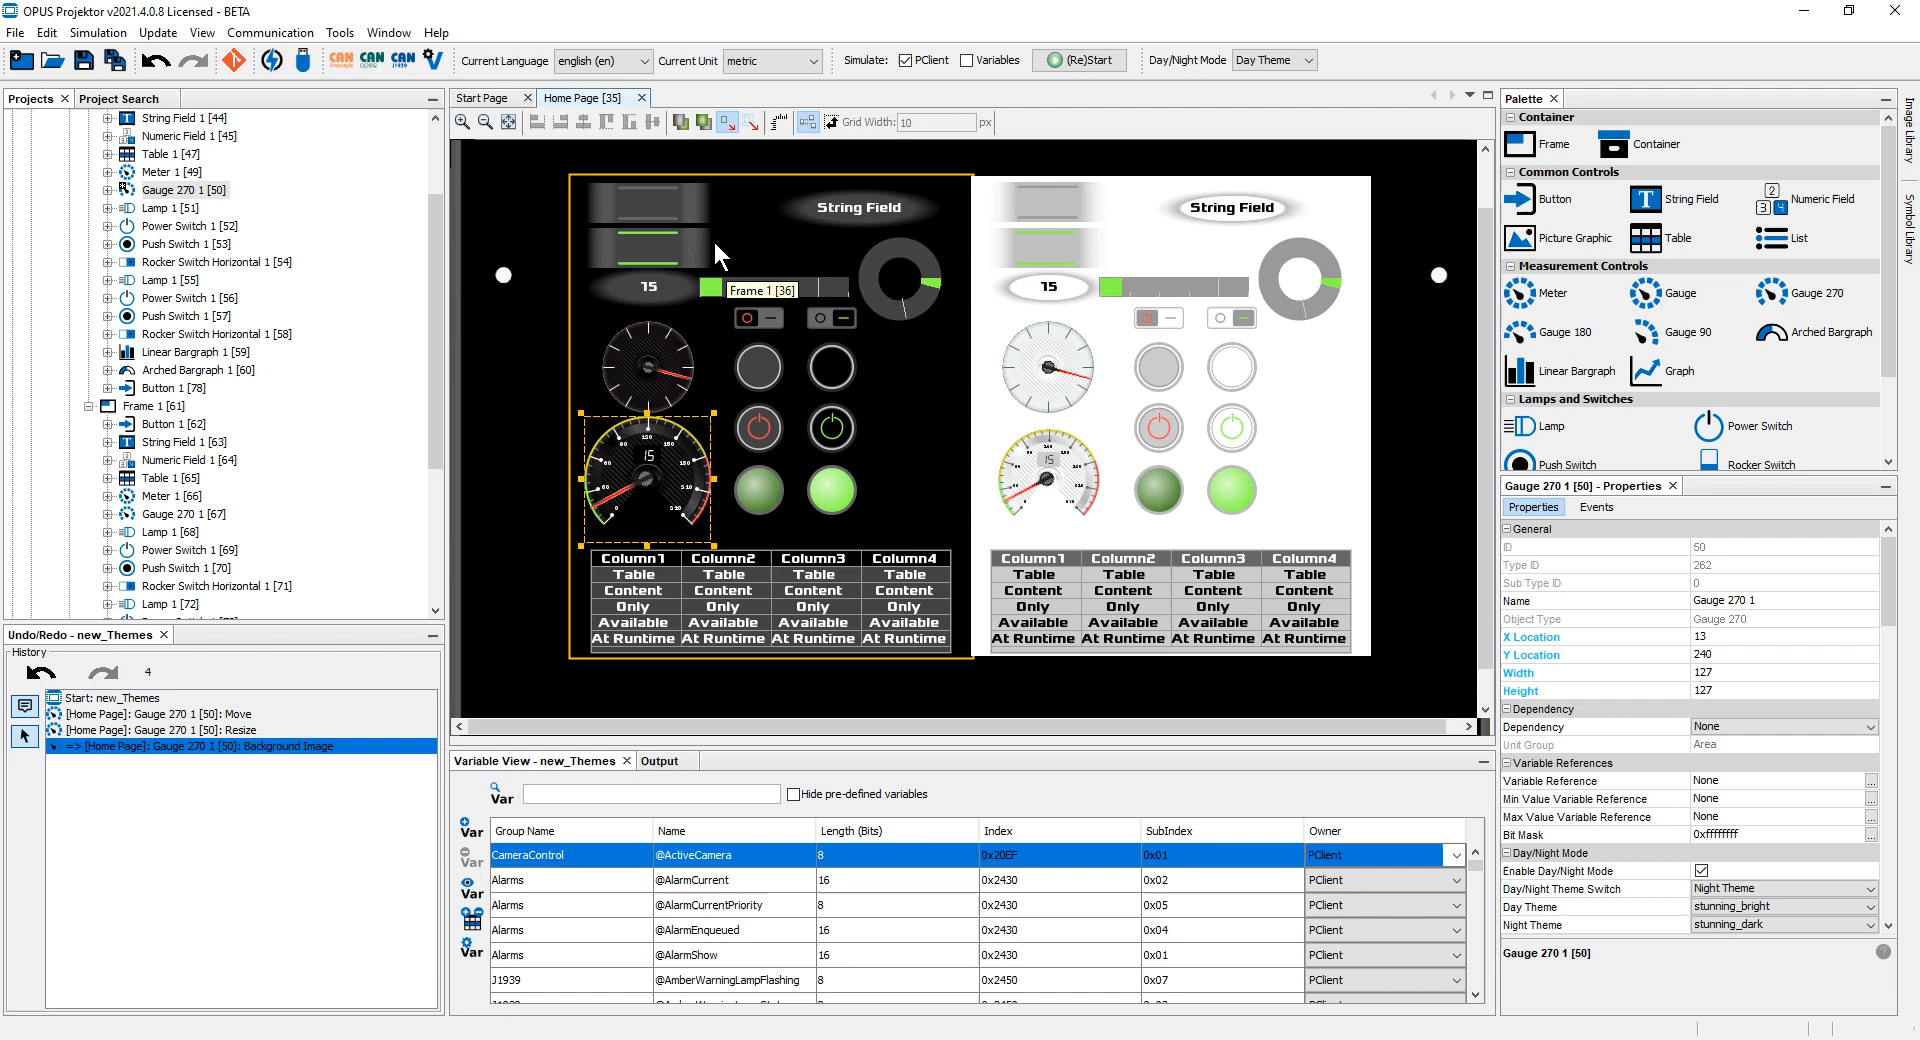 OPUS Projektor v2021.4.0.8 Licensed - BETA
File Edit Simulation Update View Communication Tools Window Help
CAN Freestyle CAN open CAN J1939 Current Language english (en) Current Unit metric Simulate: PClient Variables (Re)Start Day/Night Mode Day Theme
Projects Project Search
String Field 1 [44]
Numeric Field 1 [45]
Table 1 [47]
Meter 1 [49]
Gauge 270 1 [50]
Lamp 1 [51]
Power Switch 1 [52]
Push Switch 1 [53]
Rocker Switch Horizontal 1 [54]
Lamp 1 [55]
Power Switch 1 [56]
Push Switch 1 [57]
Rocker Switch Horizontal 1 [58]
Linear Bargraph 1 [59]
Arched Bargraph 1 [60]
Button 1 [78]
Frame 1 [61]
Button 1 [62]
String Field 1 [63]
Numeric Field 1 [64]
Table 1 [65]
Meter 1 [66]
Gauge 270 1 [67]
Lamp 1 [68]
Power Switch 1 [69]
Push Switch 1 [70]
Rocker Switch Horizontal 1 [71]
Lamp 1 [72]
Undo/Redo - new_Themes
History
4
Start: new_Themes
[Home Page]: Gauge 270 1 [50]: Move
[Home Page]: Gauge 270 1 [50]: Resize
=> [Home Page]: Gauge 270 1 [50]: Background Image
Start Page Home Page [35]
Grid Width: 10 px
String Field
15
Frame 1 [36]
15
Column1 Column2 Column3 Column4
Table Table Table Table
Content Content Content Content
Only Only Only Only
Available Available Available Available
At Runtime At Runtime At Runtime At Runtime
String Field
15
15
Column1 Column2 Column3 Column4
Table Table Table Table
Content Content Content Content
Only Only Only Only
Available Available Available Available
At Runtime At Runtime At Runtime At Runtime
Variable View - new_Themes Output
Var Hide pre-defined variables
Var
Var
Var
Var
Group Name Name Length (Bits) Index SubIndex Owner
CameraControl @ActiveCamera 8 0x20EF 0x01 PClient
Alarms @AlarmCurrent 16 0x2430 0x02 PClient
Alarms @AlarmCurrentPriority 8 0x2430 0x05 PClient
Alarms @AlarmEnqueued 16 0x2430 0x04 PClient
Alarms @AlarmShow 16 0x2430 0x01 PClient
J1939 @AmberWarningLampFlashing 8 0x2450 0x07 PClient
Palette
Container
Frame Container
Common Controls
Button String Field Numeric Field
Picture Graphic Table List
Measurement Controls
Meter Gauge Gauge 270
Gauge 180 Gauge 90 Arched Bargraph
Linear Bargraph Graph
Lamps and Switches
Lamp Power Switch
Push Switch Rocker Switch
Image Library
Symbol Library
Gauge 270 1 [50] - Properties
Properties Events
General
ID 50
Type ID 262
Sub Type ID 0
Name Gauge 270 1
Object Type Gauge 270
X Location 13
Y Location 240
Width 127
Height 127
Dependency
Dependency None
Unit Group Area
Variable References
Variable Reference None
Min Value Variable Reference None
Max Value Variable Reference None
Bit Mask 0xffffffff
Day/Night Mode
Enable Day/Night Mode
Day/Night Theme Switch Night Theme
Day Theme stunning_bright
Night Theme stunning_dark
Gauge 270 1 [50]